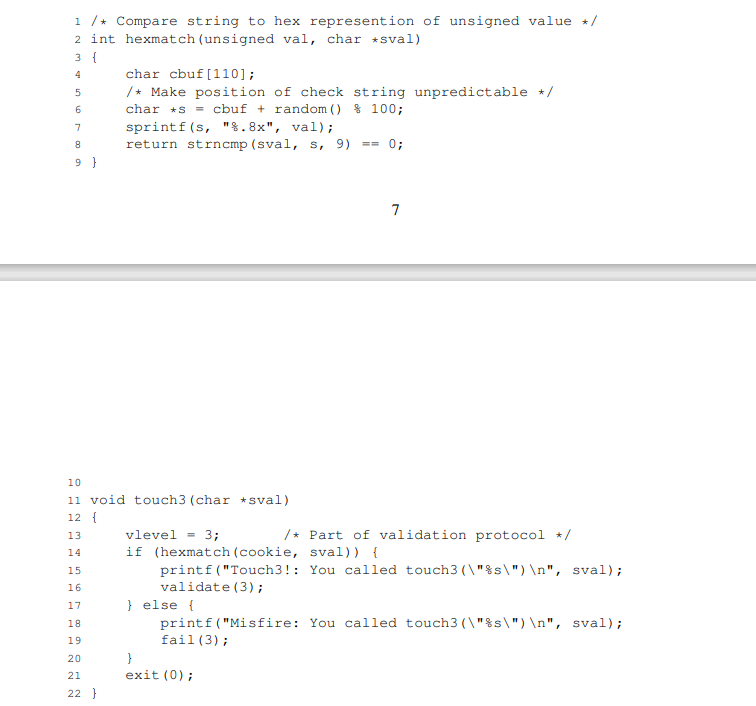 1 /* Compare string to hex represention of unsigned value */
2 int hexmatch(unsigned val, char *sval)
3 {
4 char cbuf[110];
5 /* Make position of check string unpredictable */
6 char *s = cbuf + random() % 100;
7 sprintf(s, "%.8x", val);
8 return strncmp(sval, s, 9) == 0;
9 }
7
10
11 void touch3(char *sval)
12 {
13 vlevel = 3; /* Part of validation protocol */
14 if (hexmatch(cookie, sval)) {
15 printf("Touch3!: You called touch3(\"%s\")\n", sval);
16 validate(3);
17 } else {
18 printf("Misfire: You called touch3(\"%s\")\n", sval);
19 fail(3);
20 }
21 exit(0);
22 }